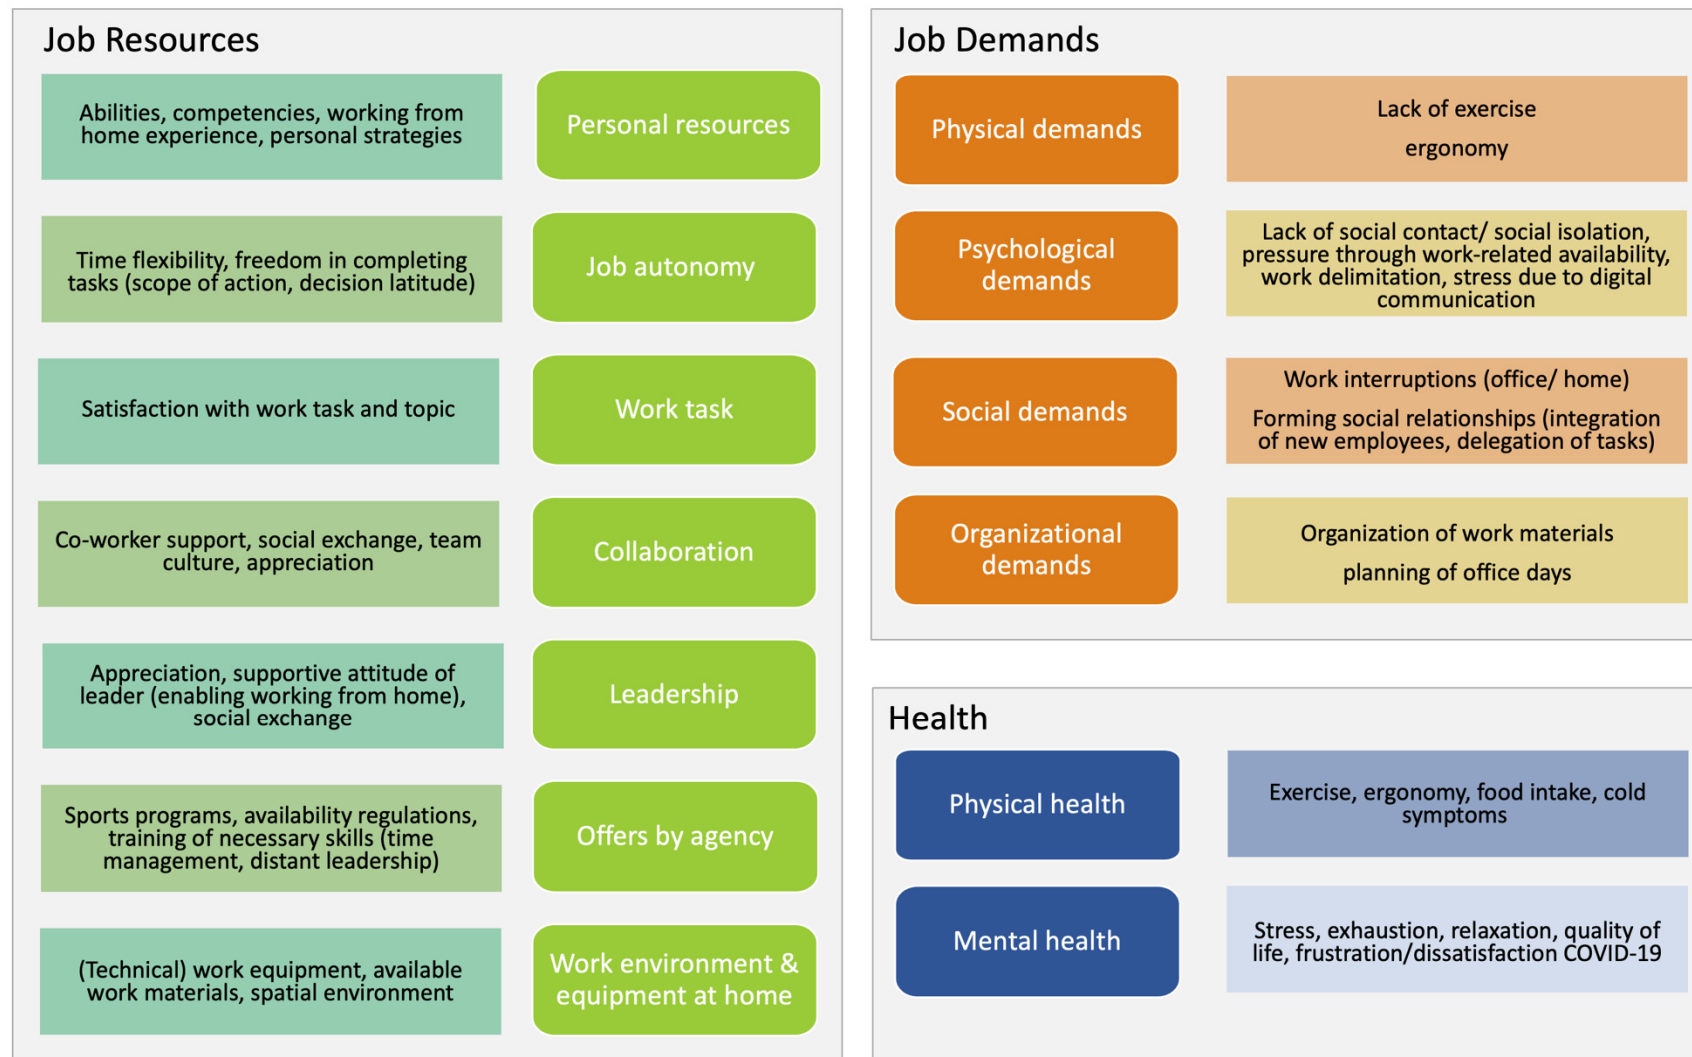 Job Resources
Abilities, competencies, working from
home experience, personal strategies
Personal resources
Time flexibility, freedom in completing
tasks (scope of action, decision latitude)
Job autonomy
Satisfaction with work task and topic
Work task
Co-worker support, social exchange, team
culture, appreciation
Collaboration
Appreciation, supportive attitude of
leader (enabling working from home),
social exchange
Leadership
Sports programs, availability regulations,
training of necessary skills (time
management, distant leadership)
Offers by agency
(Technical) work equipment, available
work materials, spatial environment
Work environment &
equipment at home
Job Demands
Physical demands
Lack of exercise
ergonomy
Psychological
demands
Lack of social contact/ social isolation,
pressure through work-related availability,
work delimitation, stress due to digital
communication
Social demands
Work interruptions (office/ home)
Forming social relationships (integration
of new employees, delegation of tasks)
Organizational
demands
Organization of work materials
planning of office days
Health
Physical health
Exercise, ergonomy, food intake, cold
symptoms
Mental health
Stress, exhaustion, relaxation, quality of
life, frustration/dissatisfaction COVID-19